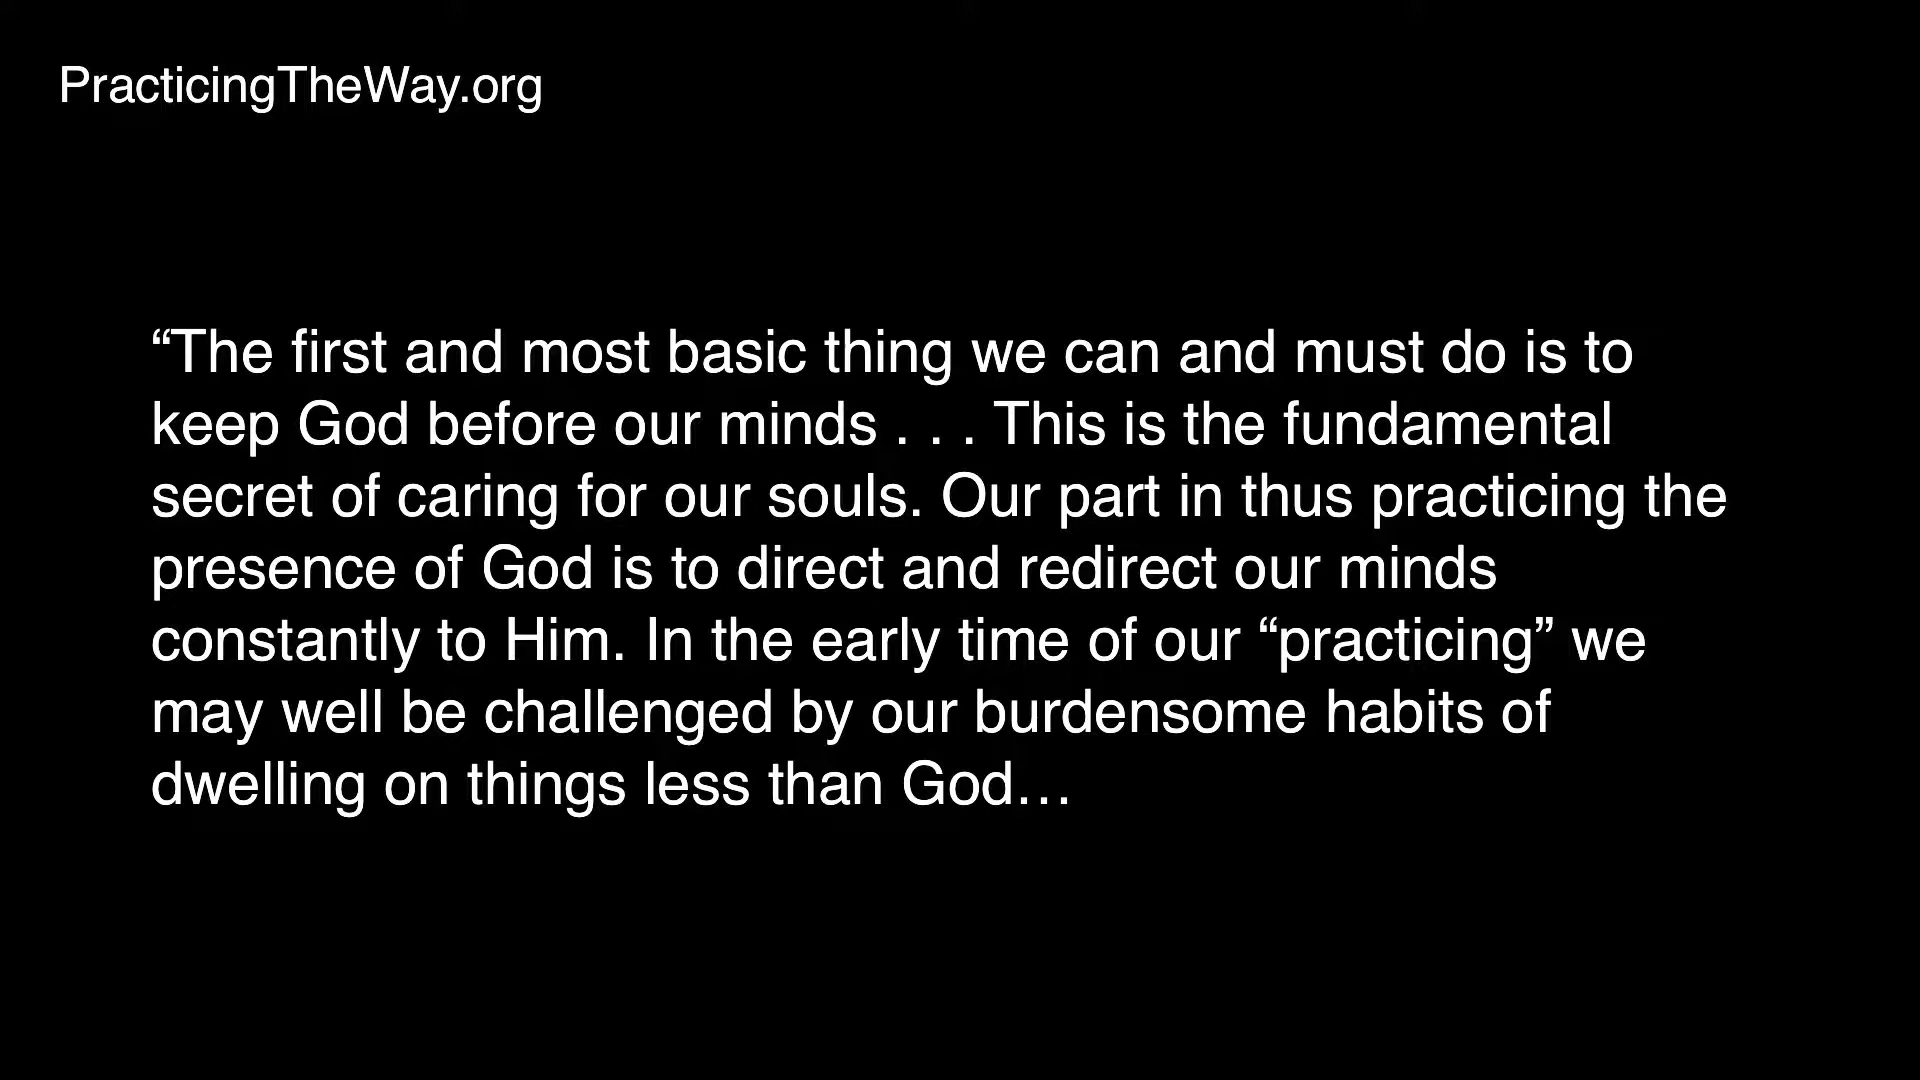 PracticingTheWay.org
“The first and most basic thing we can and must do is to
keep God before our minds . . . This is the fundamental
secret of caring for our souls. Our part in thus practicing the
presence of God is to direct and redirect our minds
constantly to Him. In the early time of our “practicing” we
may well be challenged by our burdensome habits of
dwelling on things less than God…